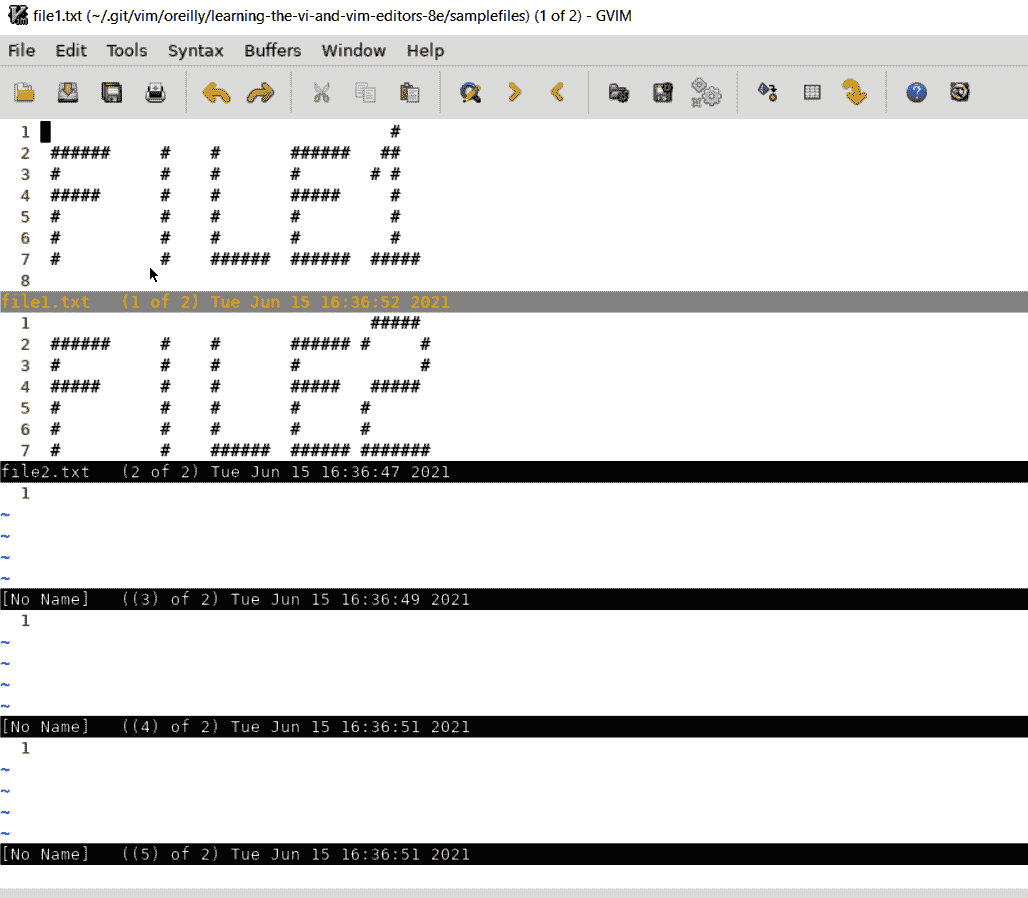 file1.txt (~/.git/vim/oreilly/learning-the-vi-and-vim-editors-8e/samplefiles) (1 of 2) - GVIM
File Edit Tools Syntax Buffers Window Help
  1                                    #
  2  ######     #    #       ######   ##
  3  #          #    #       #       # #
  4  #####      #    #       #####     #
  5  #          #    #       #         #
  6  #          #    #       #         #
  7  #          #    ######  ######  #####
  8
file1.txt   (1 of 2) Tue Jun 15 16:36:52 2021
  1                                  #####
  2  ######     #    #       ###### #     #
  3  #          #    #       #            #
  4  #####      #    #       #####   #####
  5  #          #    #       #      #
  6  #          #    #       #      #
  7  #          #    ######  ###### #######
file2.txt   (2 of 2) Tue Jun 15 16:36:47 2021
  1
~
~
~
~
[No Name]   ((3) of 2) Tue Jun 15 16:36:49 2021
  1
~
~
~
~
[No Name]   ((4) of 2) Tue Jun 15 16:36:51 2021
  1
~
~
~
~
[No Name]   ((5) of 2) Tue Jun 15 16:36:51 2021